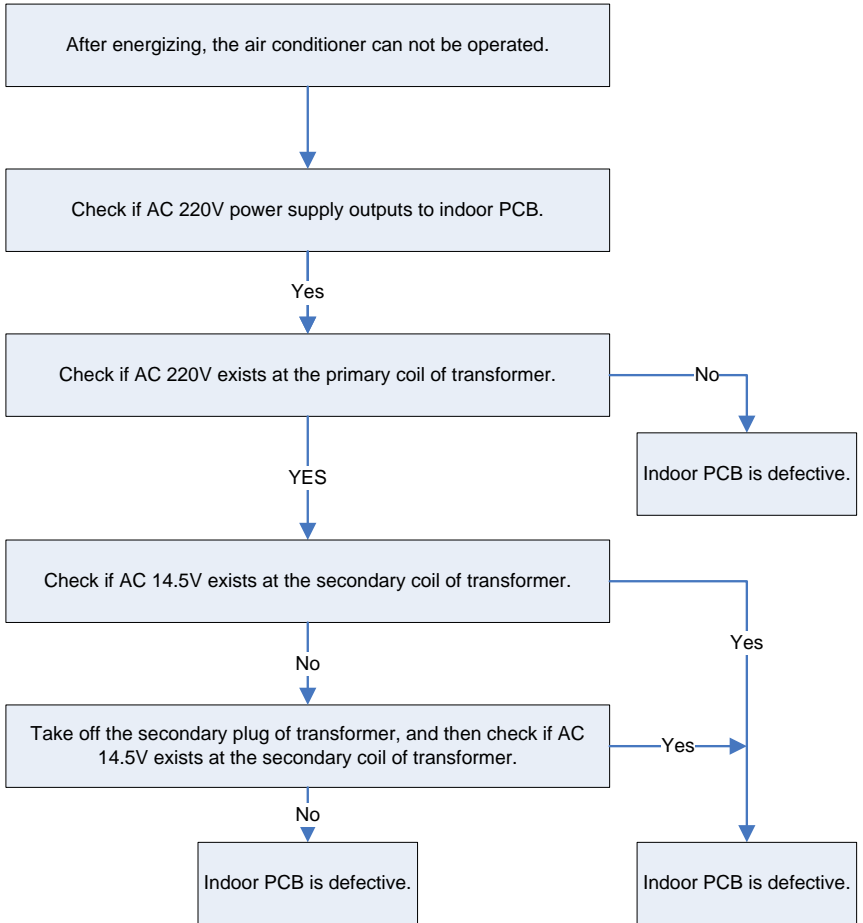 After energizing, the air conditioner can not be operated.
Check if AC 220V power supply outputs to indoor PCB.
Yes
Check if AC 220V exists at the primary coil of transformer.
No
Indoor PCB is defective.
YES
Check if AC 14.5V exists at the secondary coil of transformer.
Yes
No
Take off the secondary plug of transformer, and then check if AC
14.5V exists at the secondary coil of transformer.
Yes
No
Indoor PCB is defective.
Indoor PCB is defective.